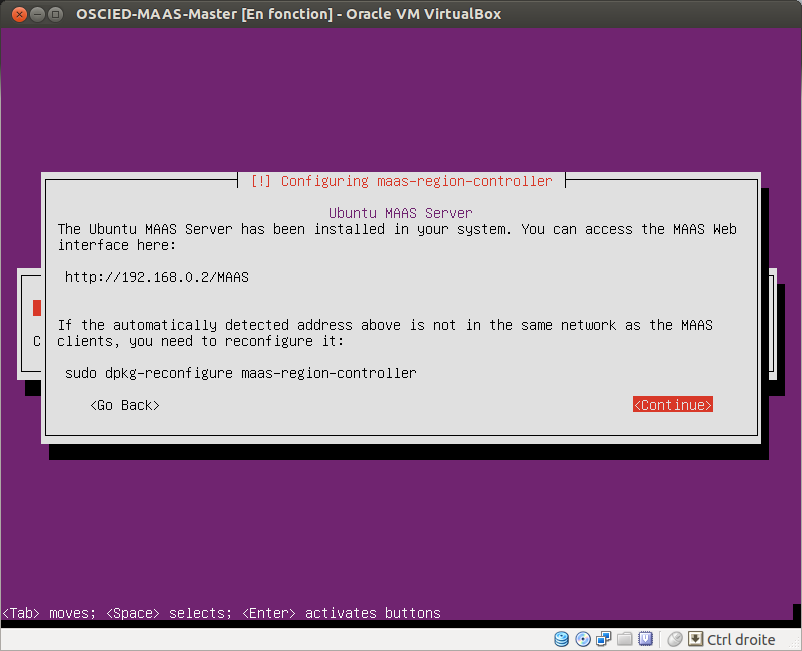 OSCIED-MAAS-Master [En fonction] - Oracle VM VirtualBox
[!] Configuring maas-region-controller
Ubuntu MAAS Server
The Ubuntu MAAS Server has been installed in your system. You can access the MAAS Web
interface here:
http://192.168.0.2/MAAS
If the automatically detected address above is not in the same network as the MAAS
clients, you need to reconfigure it:
C
sudo dpkg-reconfigure maas-region-controller
<Go Back> <Continue>
<Tab> moves; <Space> selects; <Enter> activates buttons
Ctrl droite